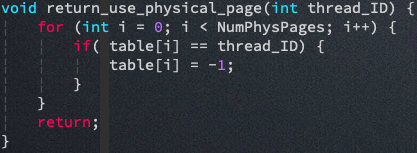 void return_use_physical_page(int thread_ID) {
    for (int i = 0; i < NumPhysPages; i++) {
        if( table[i] == thread_ID) {
            table[i] = -1;
        }
    }
    return;
}